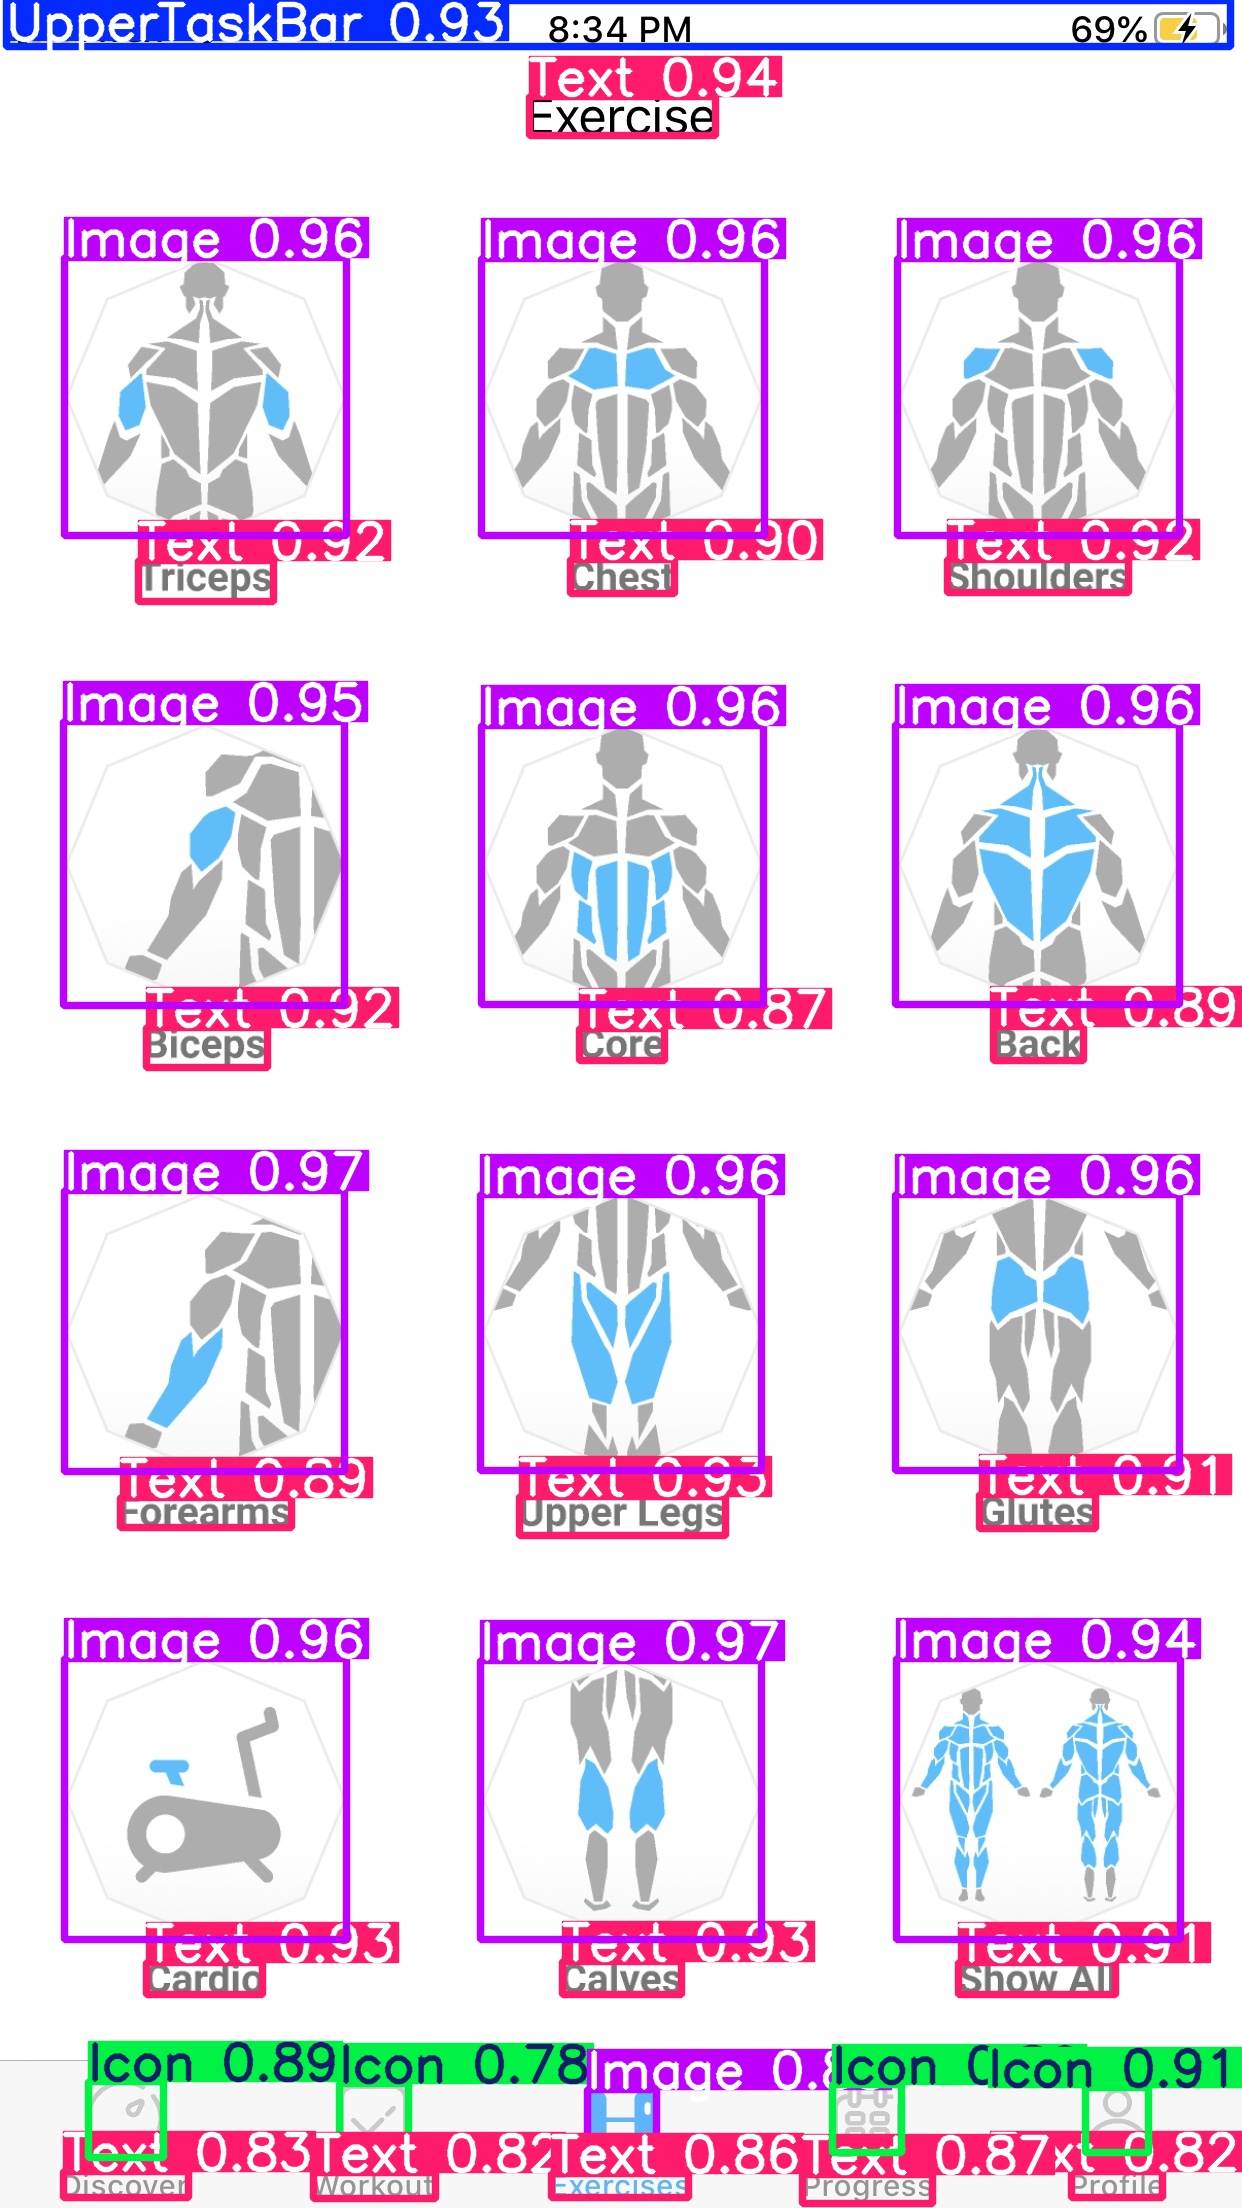 UpperTaskBar 0.93 8:34 PM 69%
Text 0.94
Exercise
Image 0.96 Image 0.96 Image 0.96
Text 0.92 Text 0.90 Text 0.92
Triceps Chest Shoulders
Image 0.95 Image 0.96 Image 0.96
Text 0.92 Text 0.87 Text 0.89
Biceps Core Back
Image 0.97 Image 0.96 Image 0.96
Text 0.89 Text 0.93 Text 0.91
Forearms Upper Legs Glutes
Image 0.96 Image 0.97 Image 0.94
Text 0.93 Text 0.93 Text 0.91
Cardio Calves Show All
Icon 0.89 Icon 0.78 Image Icon Icon 0.91
Text 0.83 Text 0.82 Text 0.86 Text 0.87 0.82
Discover Workout Exercises Progress Profile